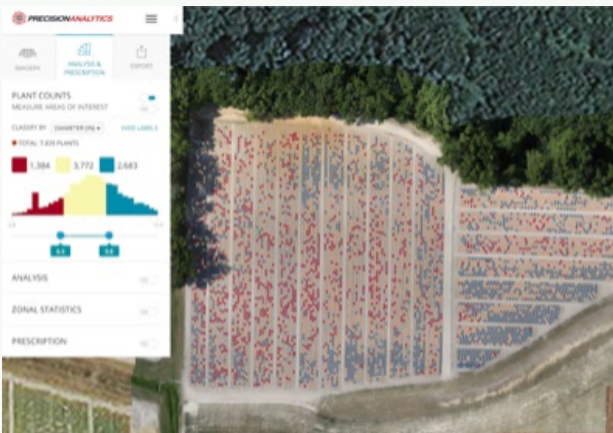 PRECISIONANALYTICS
IMAGERY
ANALYSIS &
PRESCRIPTION
EXPORT
PLANT COUNTS
MEASURE AREAS OF INTEREST
CLASSIFY BY DIAMETER (IN)
HIDE LABELS
TOTAL: 7,839 PLANTS
1,384 3,772 2,683
ANALYSIS
ZONAL STATISTICS
PRESCRIPTION